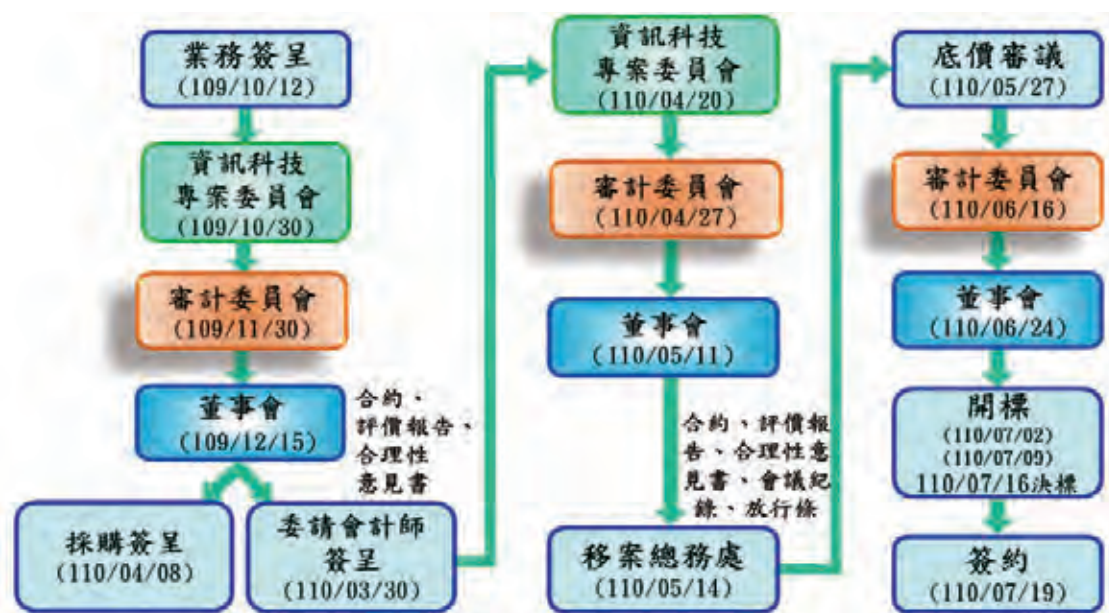 業務簽呈
(109/10/12)
資訊科技
專案委員會
(109/10/30)
審計委員會
(109/11/30)
董事會
(109/12/15)
合約、
評價報告、
合理性
意見書
採購簽呈
(110/04/08)
委請會計師
簽呈
(110/03/30)
資訊科技
專案委員會
(110/04/20)
審計委員會
(110/04/27)
董事會
(110/05/11)
合約、評價報
告、合理性意
見書、會議紀
錄、放行條
移案總務處
(110/05/14)
底價審議
(110/05/27)
審計委員會
(110/06/16)
董事會
(110/06/24)
開標
(110/07/02)
(110/07/09)
110/07/16決標
簽約
(110/07/19)